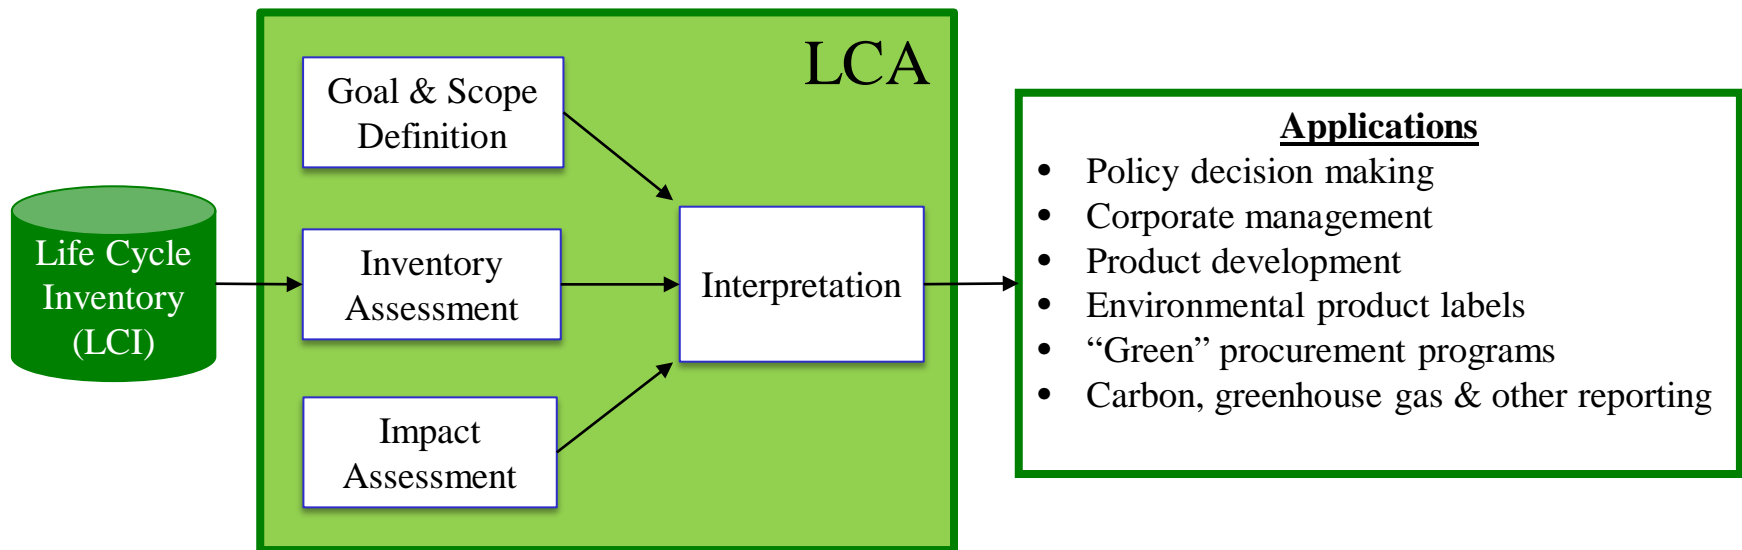 Life Cycle
Inventory
(LCI)
LCA
Goal & Scope
Definition
Inventory
Assessment
Impact
Assessment
Interpretation
Applications
• Policy decision making
• Corporate management
• Product development
• Environmental product labels
• “Green” procurement programs
• Carbon, greenhouse gas & other reporting